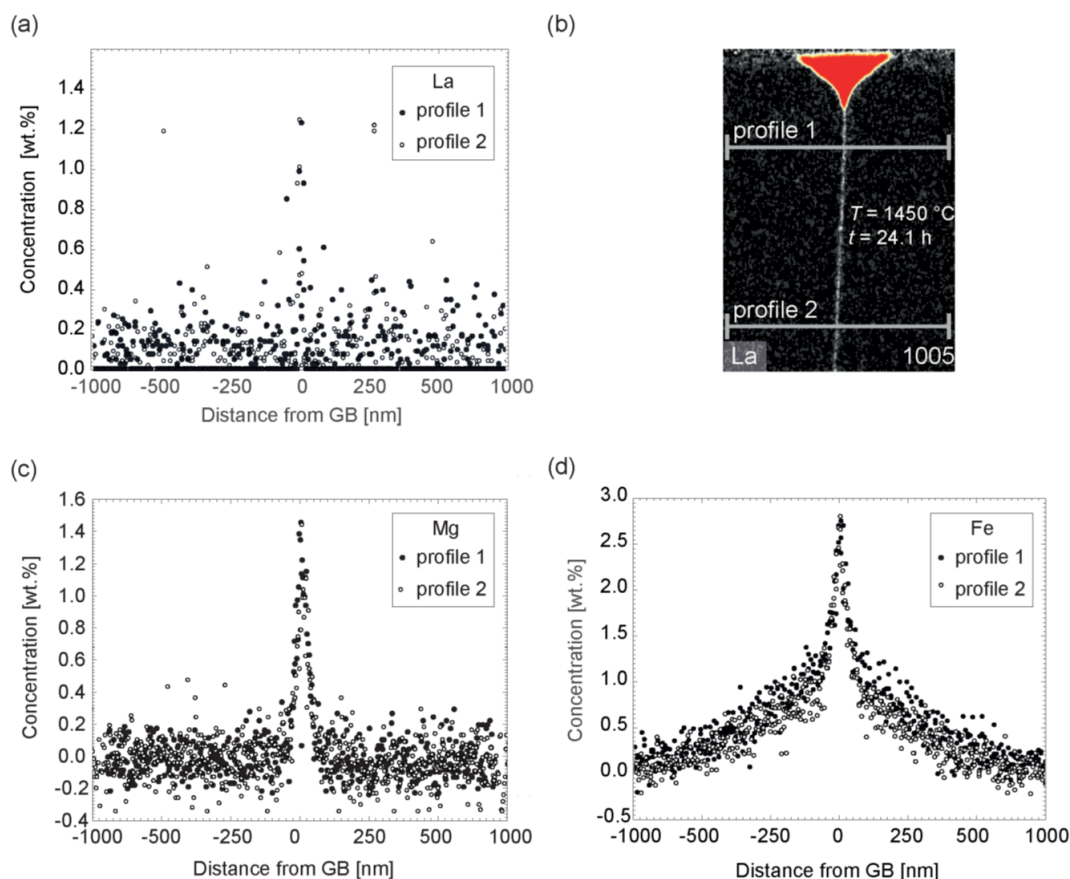 (a)
Concentration [wt.%]
1.4
1.2
1.0
0.8
0.6
0.4
0.2
0.0
La
profile 1
profile 2
-1000 -500 -250 0 250 500 1000
Distance from GB [nm]
(b)
profile 1
T = 1450 °C
t = 24.1 h
profile 2
La 1005
(c)
Concentration [wt.%]
1.6
1.4
1.2
1.0
0.8
0.6
0.4
0.2
0.0
-0.2
-0.4
Mg
profile 1
profile 2
-1000 -500 -250 0 250 500 1000
Distance from GB [nm]
(d)
Concentration [wt.%]
3.0
2.5
2.0
1.5
1.0
0.5
0.0
-0.5
Fe
profile 1
profile 2
-1000 -250 0 250 500 1000
Distance from GB [nm]